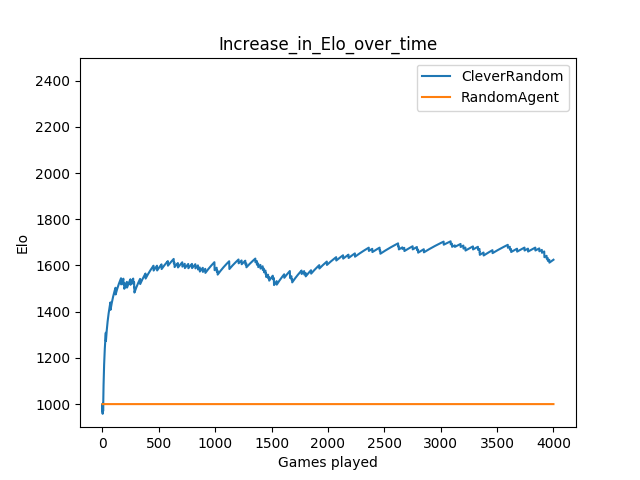 Increase_in_Elo_over_time
CleverRandom
RandomAgent
2400
2200
2000
1800
1600
1400
1200
1000
Elo
0 500 1000 1500 2000 2500 3000 3500 4000
Games played